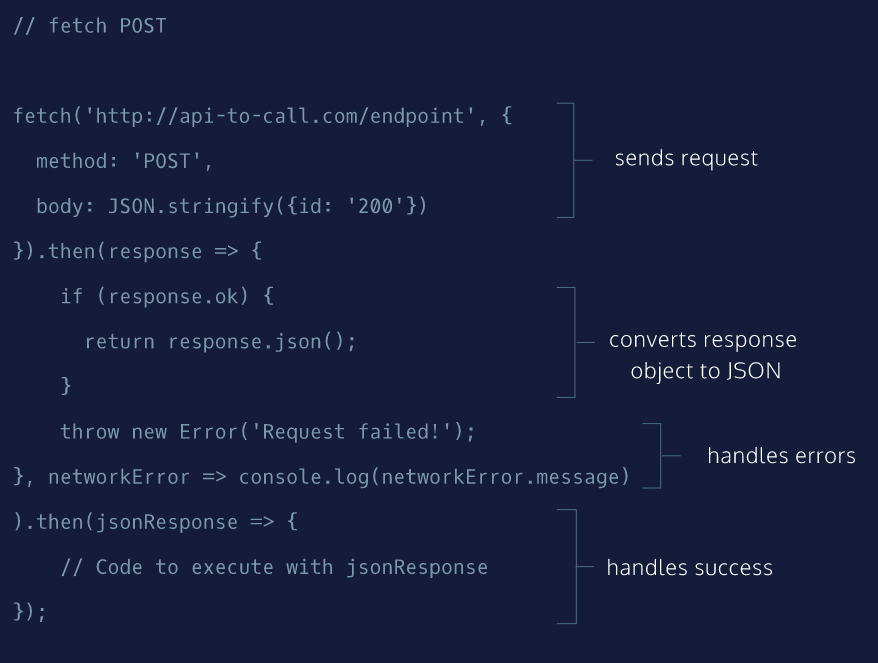 // fetch POST
fetch('http://api-to-call.com/endpoint', {
method: 'POST',
body: JSON.stringify({id: '200'})
sends request
}).then(response => {
if (response.ok) {
return response.json();
}
converts response
object to JSON
throw new Error('Request failed!');
}, networkError => console.log(networkError.message)
handles errors
).then(jsonResponse => {
// Code to execute with jsonResponse
});
handles success